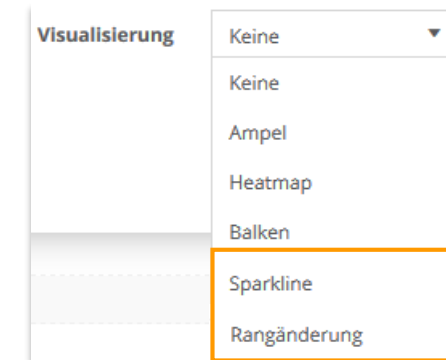 Visualisierung Keine
Keine
Ampel
Heatmap
Balken
Sparkline
Rangänderung